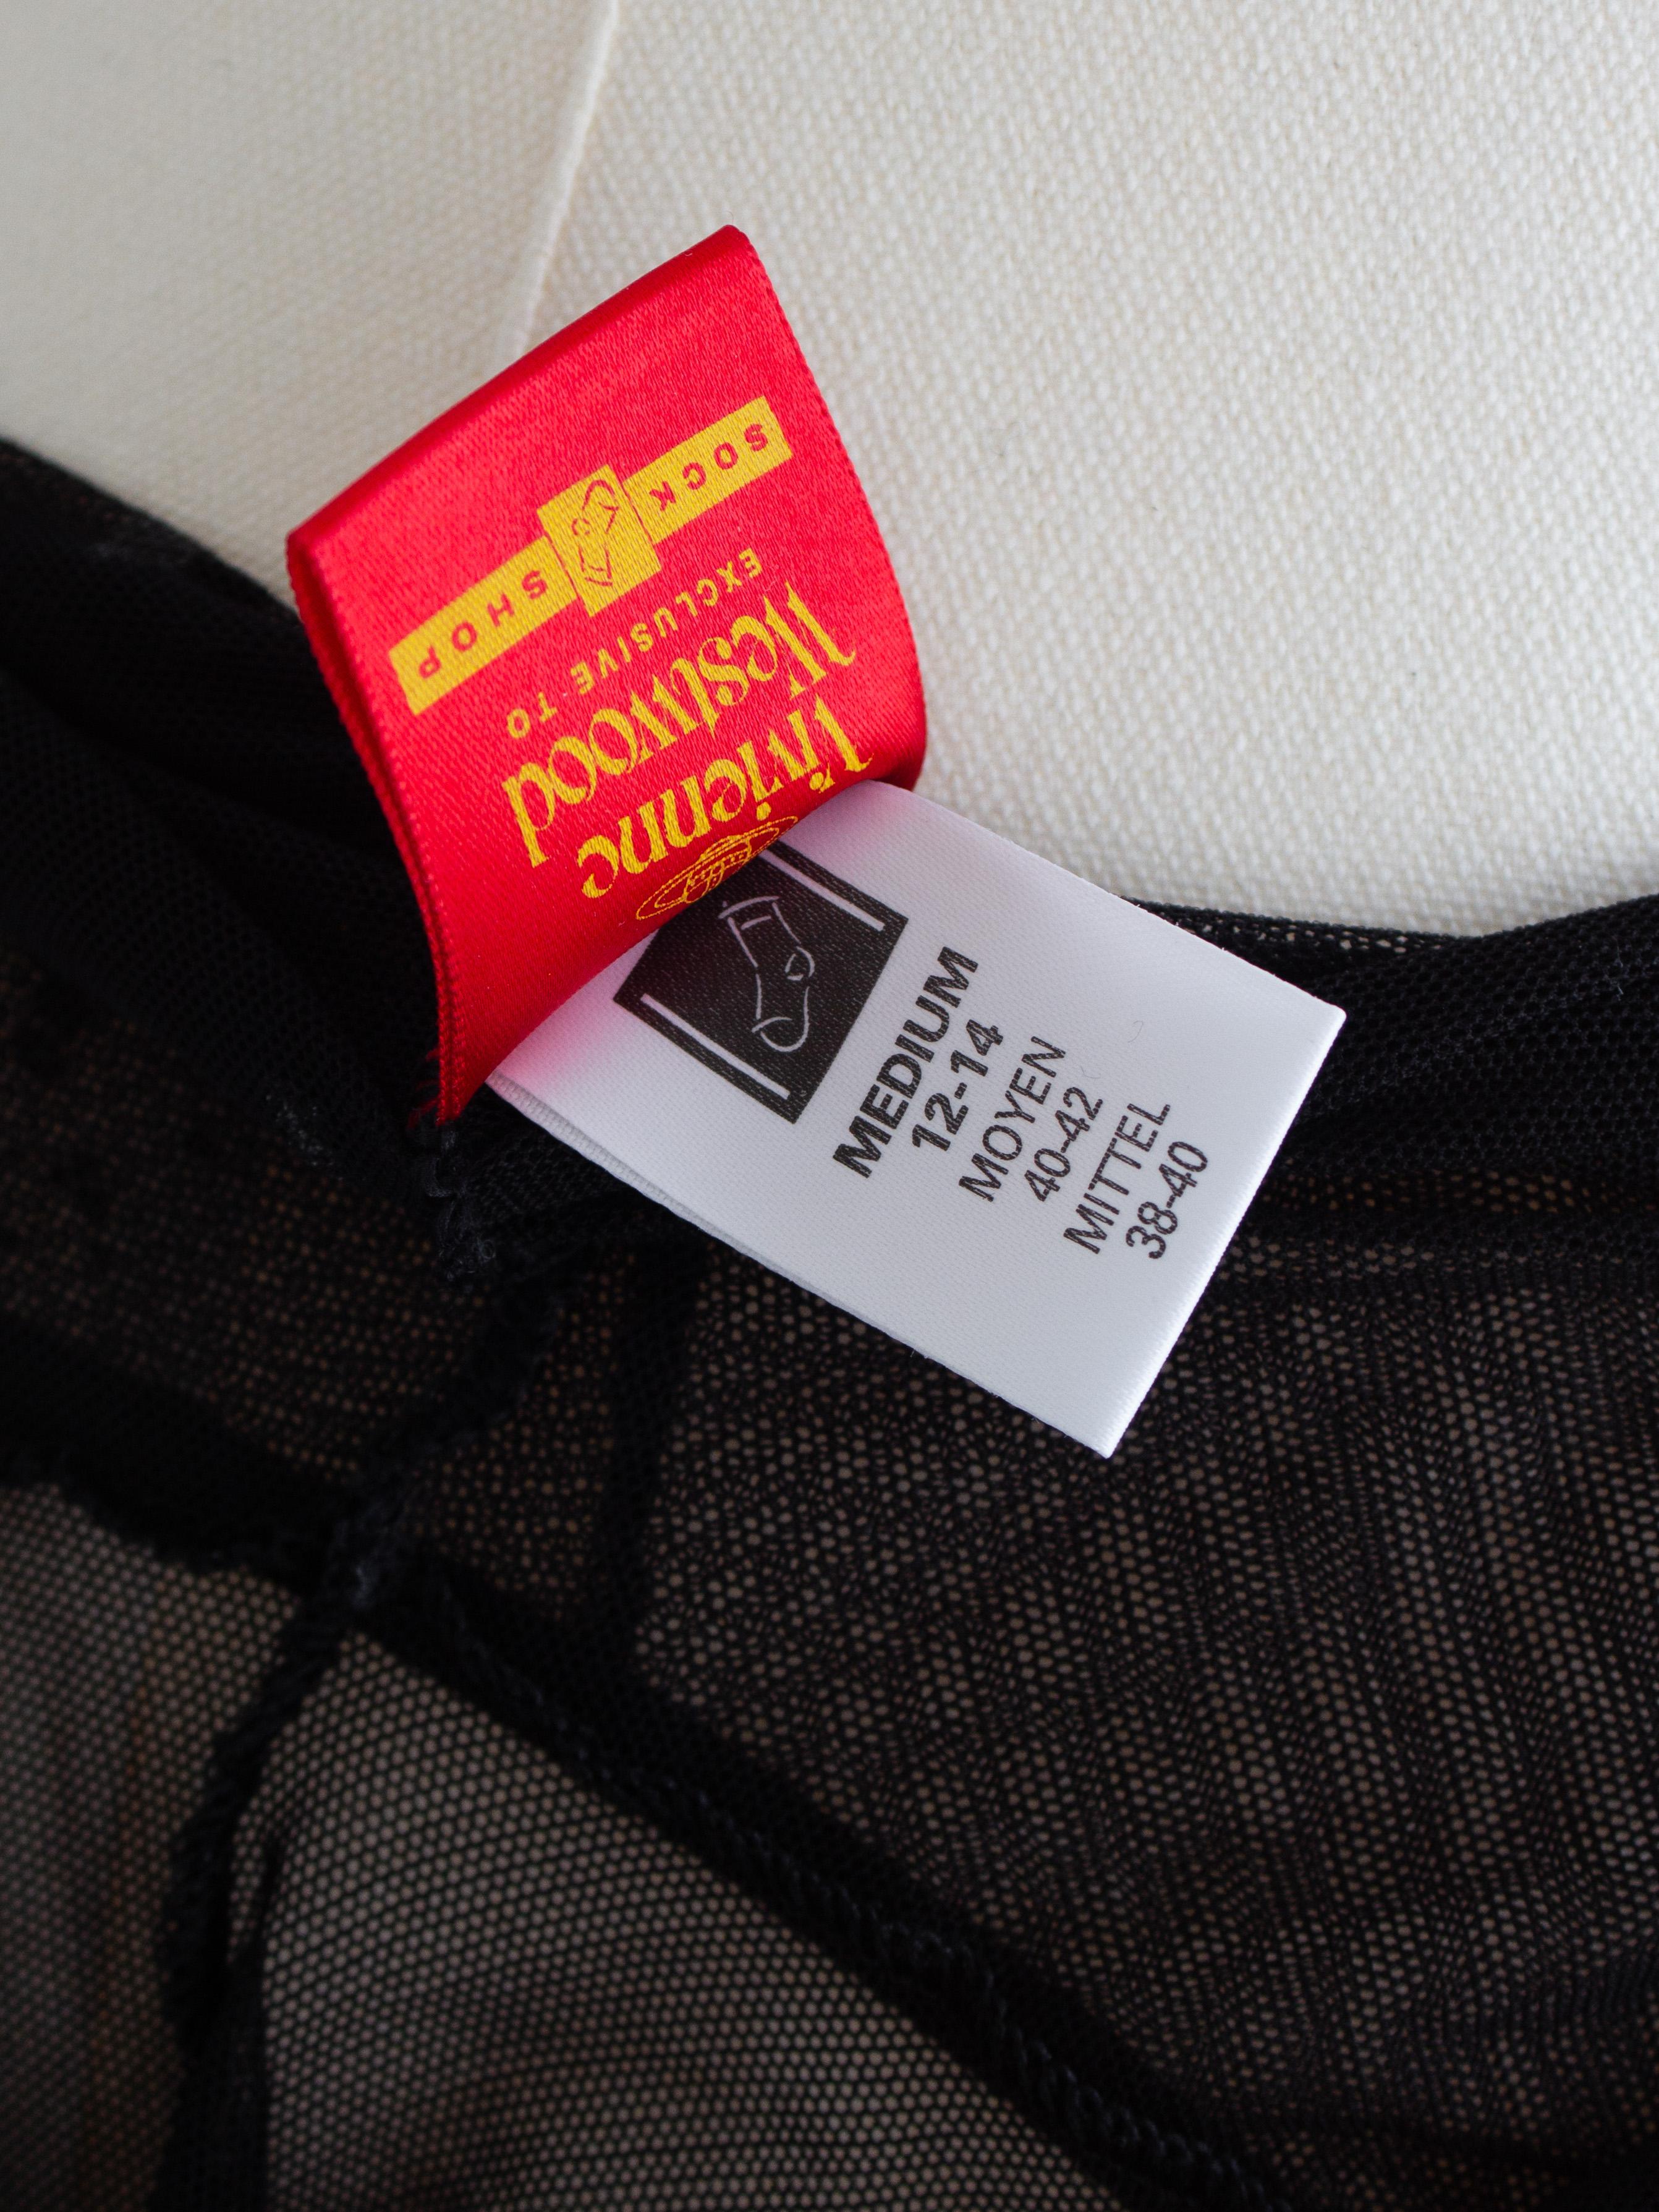 Vivienne
Westwood
EXCLUSIVE TO
SOCK SHOP
MEDIUM
12-14
MOYEN
40-42
MITTEL
38-40